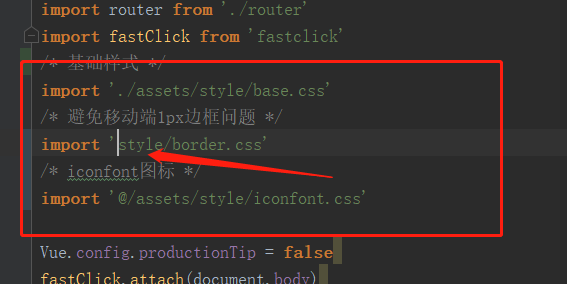 import router from './router'
import fastClick from 'fastclick'
/* 基础样式 */
import './assets/style/base.css'
/* 避免移动端1px边框问题 */
import 'style/border.css'
/* iconfont图标 */
import '@/assets/style/iconfont.css'
Vue.config.productionTip = false
fastClick.attach(document.body)